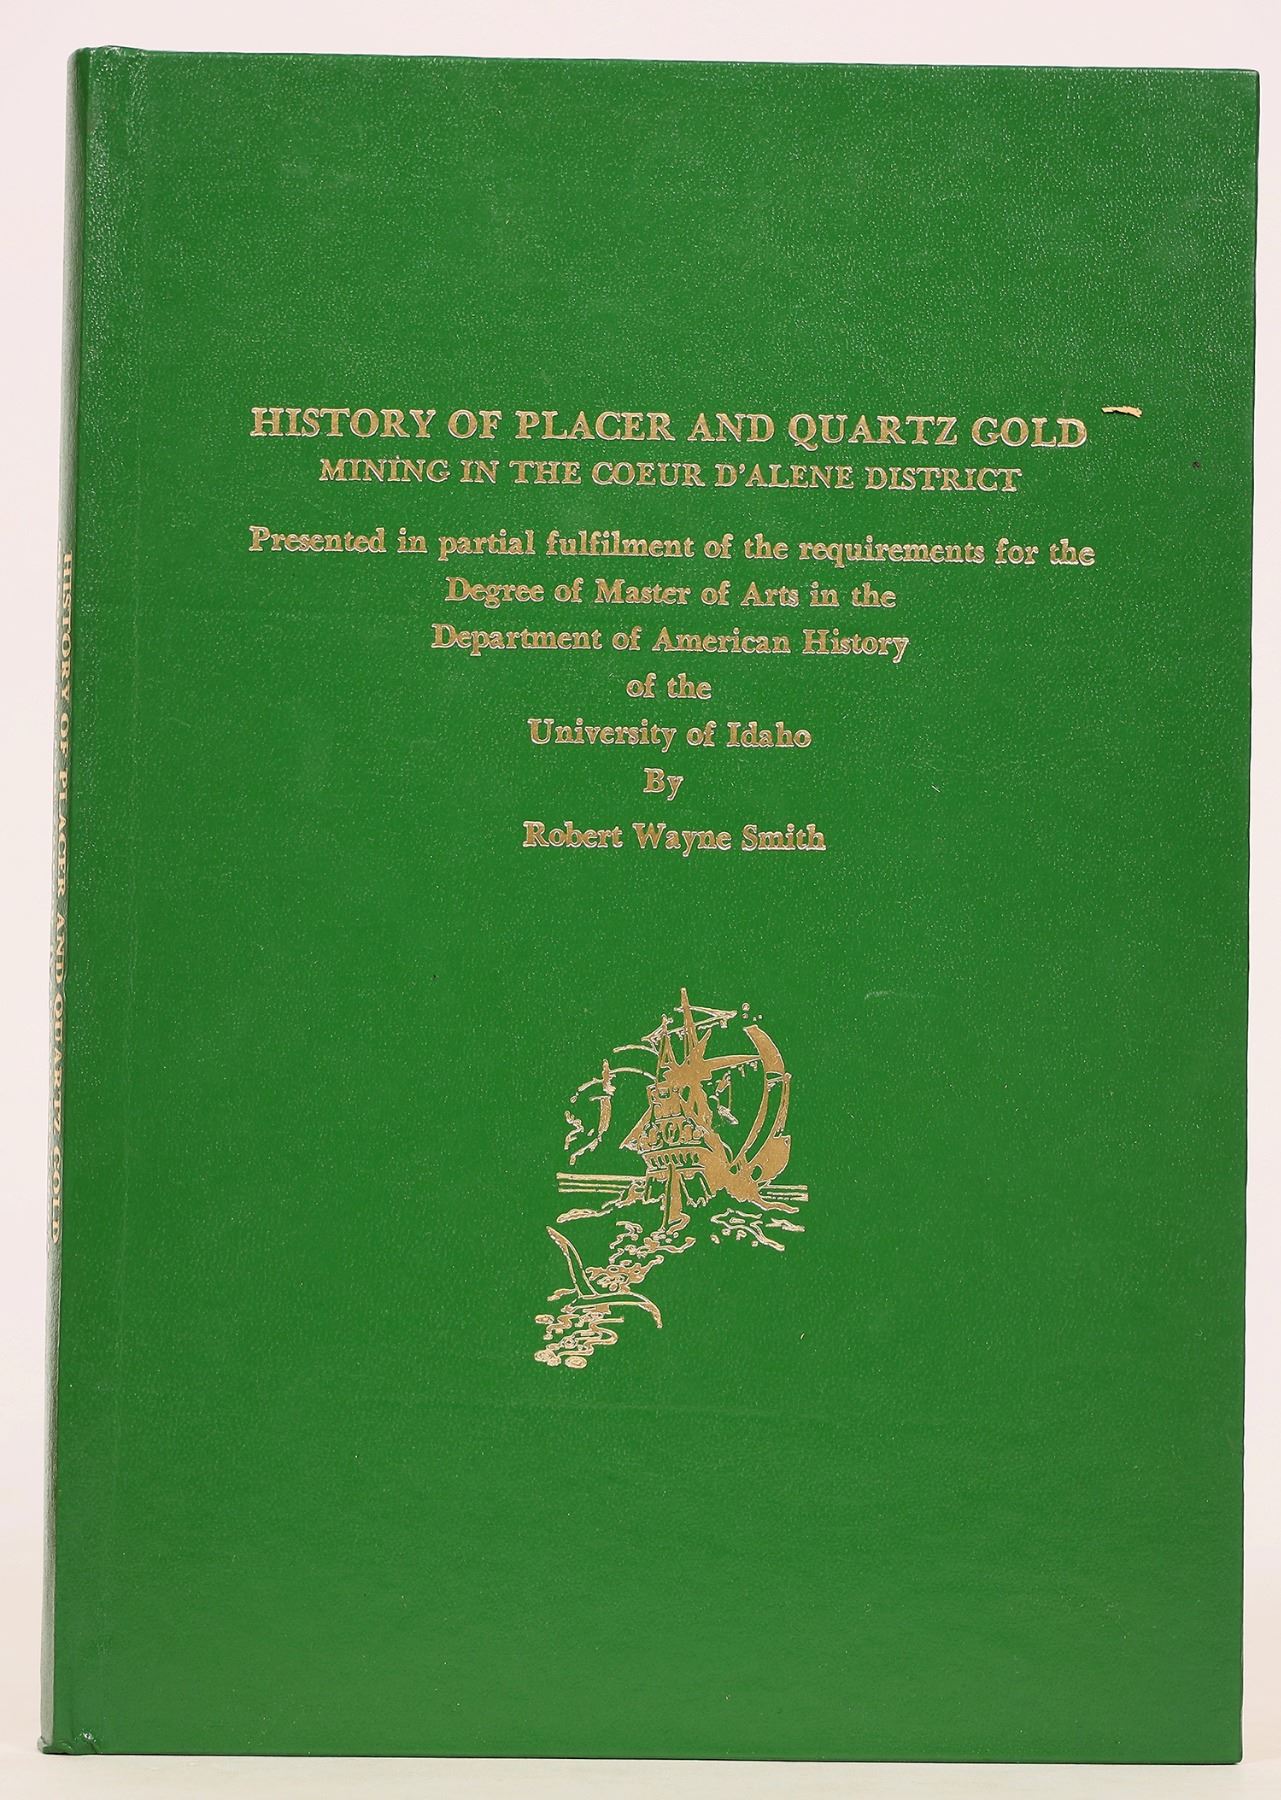 HISTORY OF PLACER AND QUARTZ GOLD
MINING IN THE COEUR D'ALENE DISTRICT
Presented in partial fulfilment of the requirements for the
Degree of Master of Arts in the
Department of American History
of the
University of Idaho
By
Robert Wayne Smith
HISTORY OF PLACER AND QUARTZ GOLD